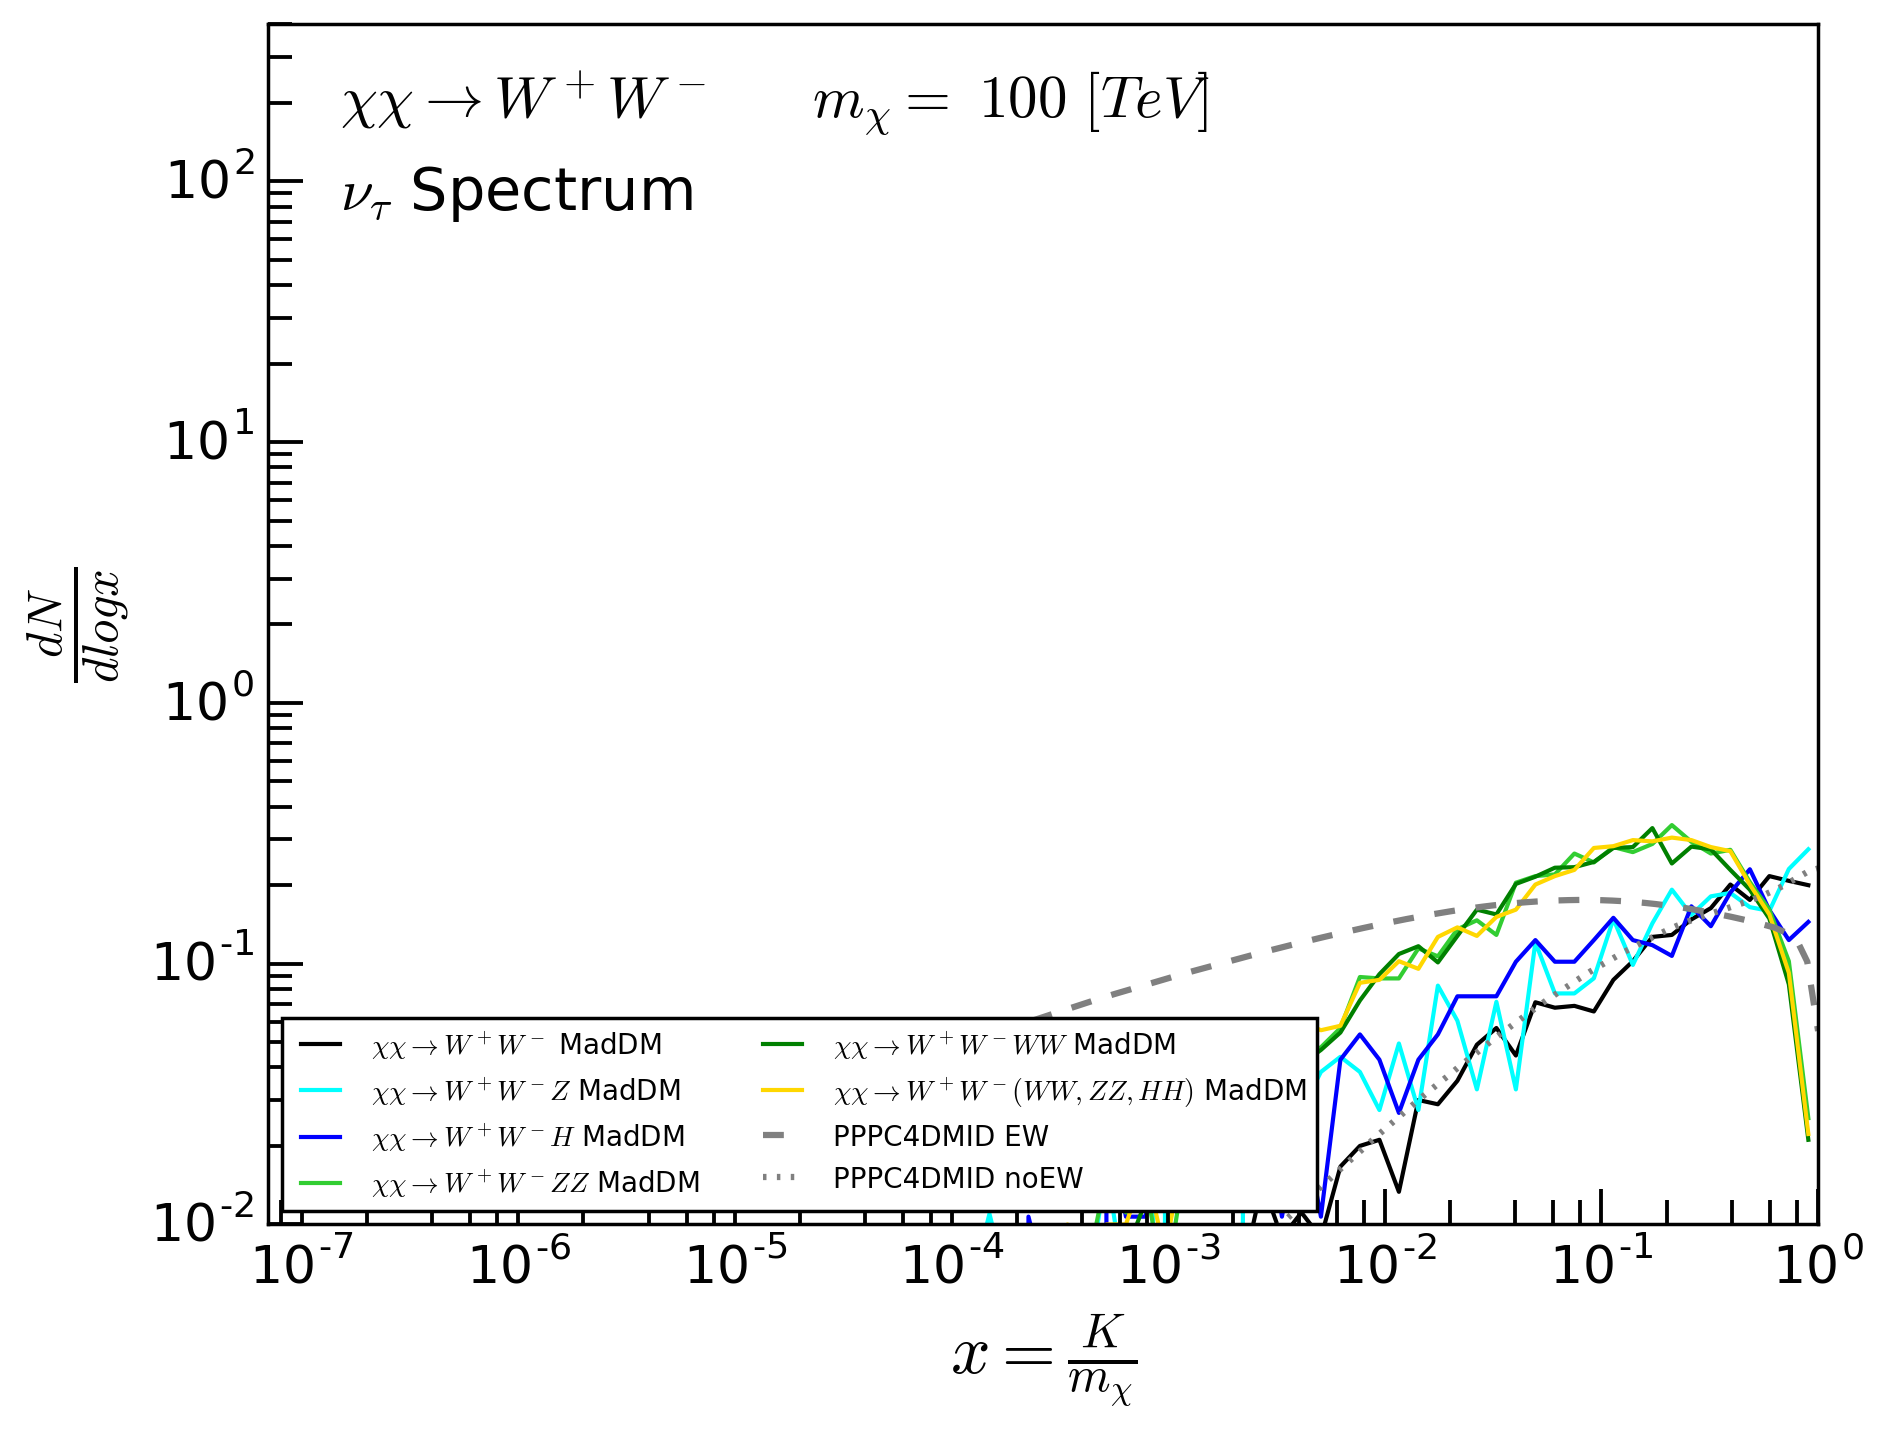 χχ → W⁺W⁻ m_χ = 100 [TeV]
ν_τ Spectrum
10²
10¹
10⁰
10⁻¹
10⁻²
dN/dlogx
χχ → W⁺W⁻ MadDM
χχ → W⁺W⁻Z MadDM
χχ → W⁺W⁻H MadDM
χχ → W⁺W⁻ZZ MadDM
χχ → W⁺W⁻WW MadDM
χχ → W⁺W⁻(WW, ZZ, HH) MadDM
PPPC4DMID EW
PPPC4DMID noEW
10⁻⁷ 10⁻⁶ 10⁻⁵ 10⁻⁴ 10⁻³ 10⁻² 10⁻¹ 10⁰
x = K/m_χ